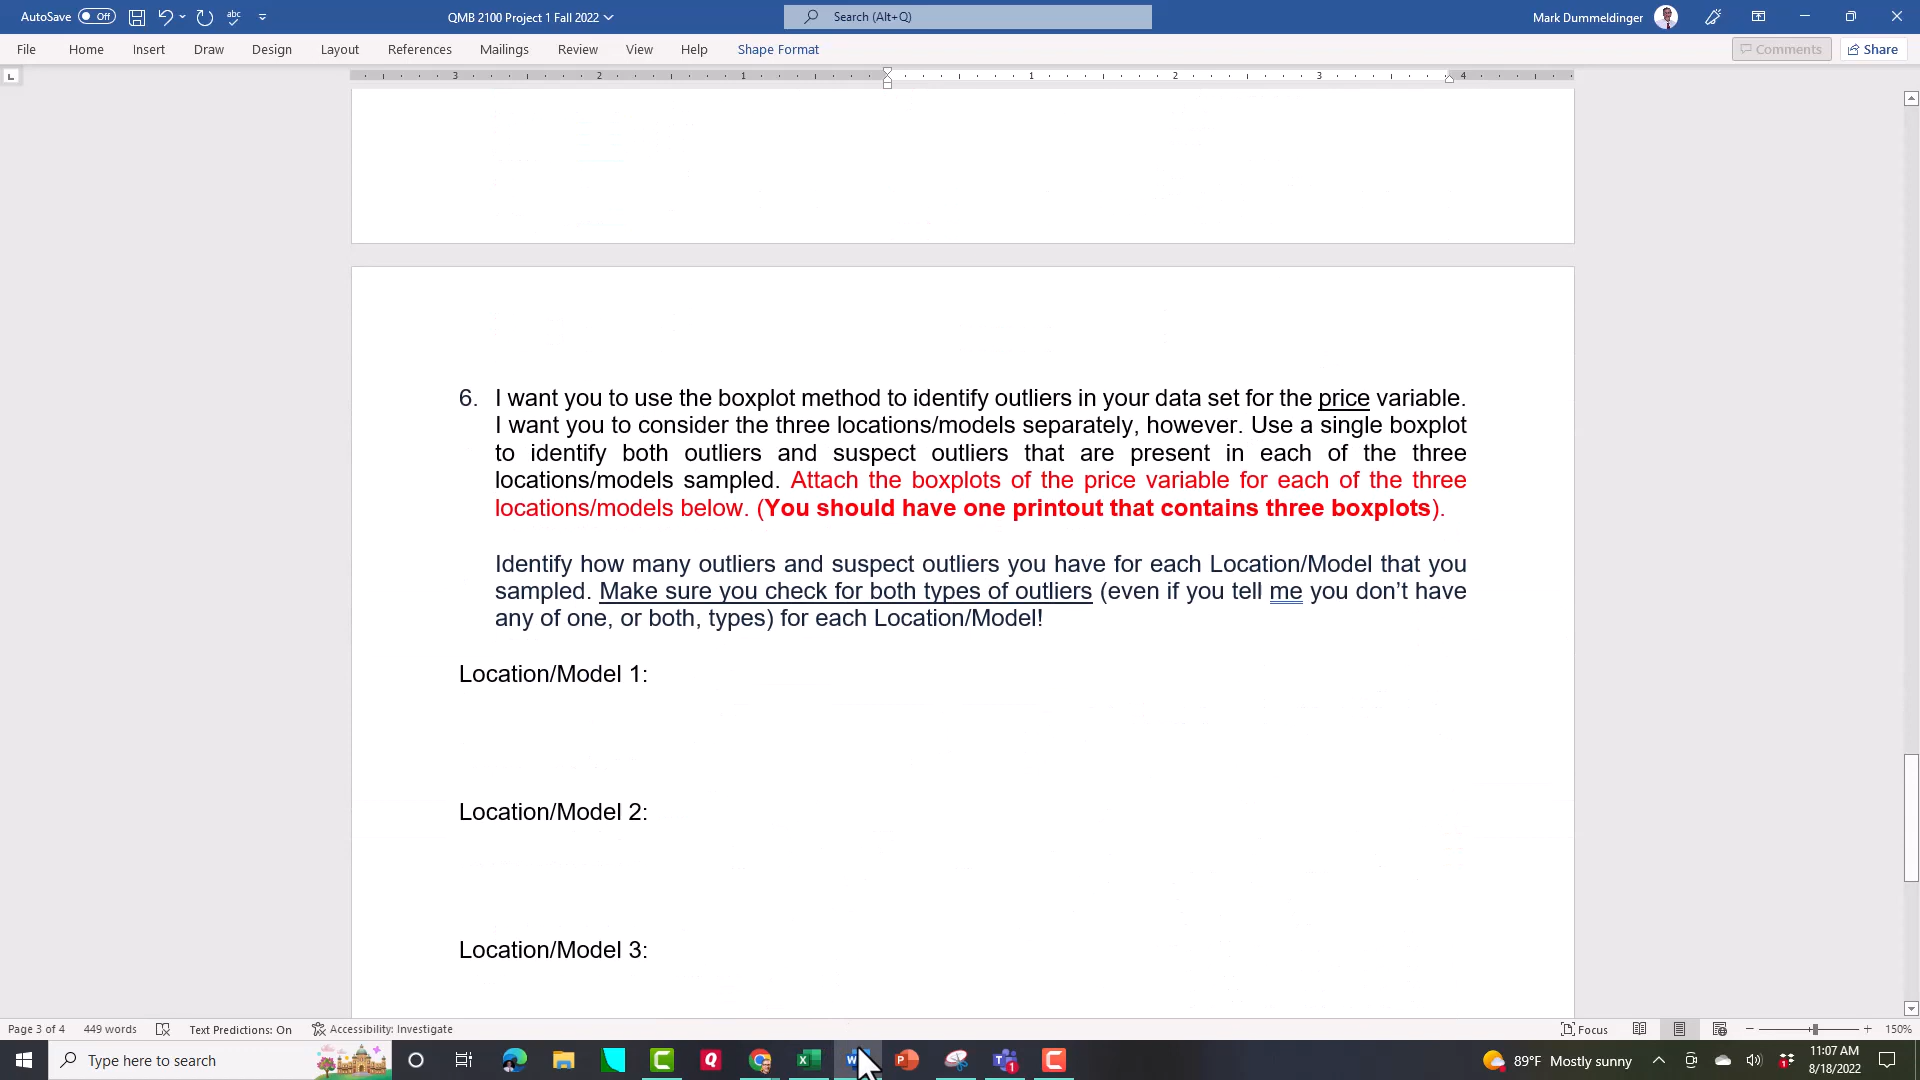 AutoSave Off abc QMB 2100 Project 1 Fall 2022 Search (Alt+Q) Mark Dummeldinger
File Home Insert Draw Design Layout References Mailings Review View Help Shape Format Comments Share
3 2 1 1 2 3 4
6. I want you to use the boxplot method to identify outliers in your data set for the price variable.
I want you to consider the three locations/models separately, however. Use a single boxplot
to identify both outliers and suspect outliers that are present in each of the three
locations/models sampled. Attach the boxplots of the price variable for each of the three
locations/models below. (You should have one printout that contains three boxplots).
Identify how many outliers and suspect outliers you have for each Location/Model that you
sampled. Make sure you check for both types of outliers (even if you tell me you don’t have
any of one, or both, types) for each Location/Model!
Location/Model 1:
Location/Model 2:
Location/Model 3:
Page 3 of 4 449 words Text Predictions: On Accessibility: Investigate Focus 150%
Type here to search 89°F Mostly sunny 11:07 AM
8/18/2022